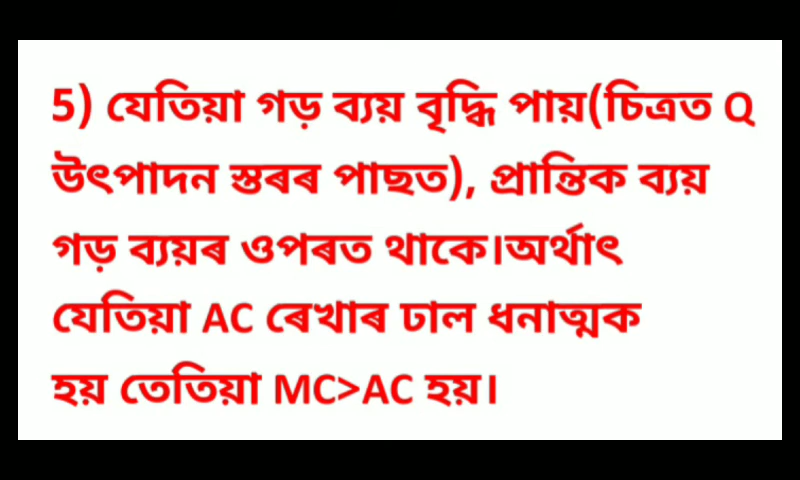 5) যেতিয়া গড় ব্যয় বৃদ্ধি পায়(চিত্ৰত Q
উৎপাদন স্তৰৰ পাছত), প্ৰান্তিক ব্যয়
গড় ব্যয়ৰ ওপৰত থাকে।অৰ্থাৎ
যেতিয়া AC ৰেখাৰ ঢাল ধনাত্মক
হয় তেতিয়া MC>AC হয়।